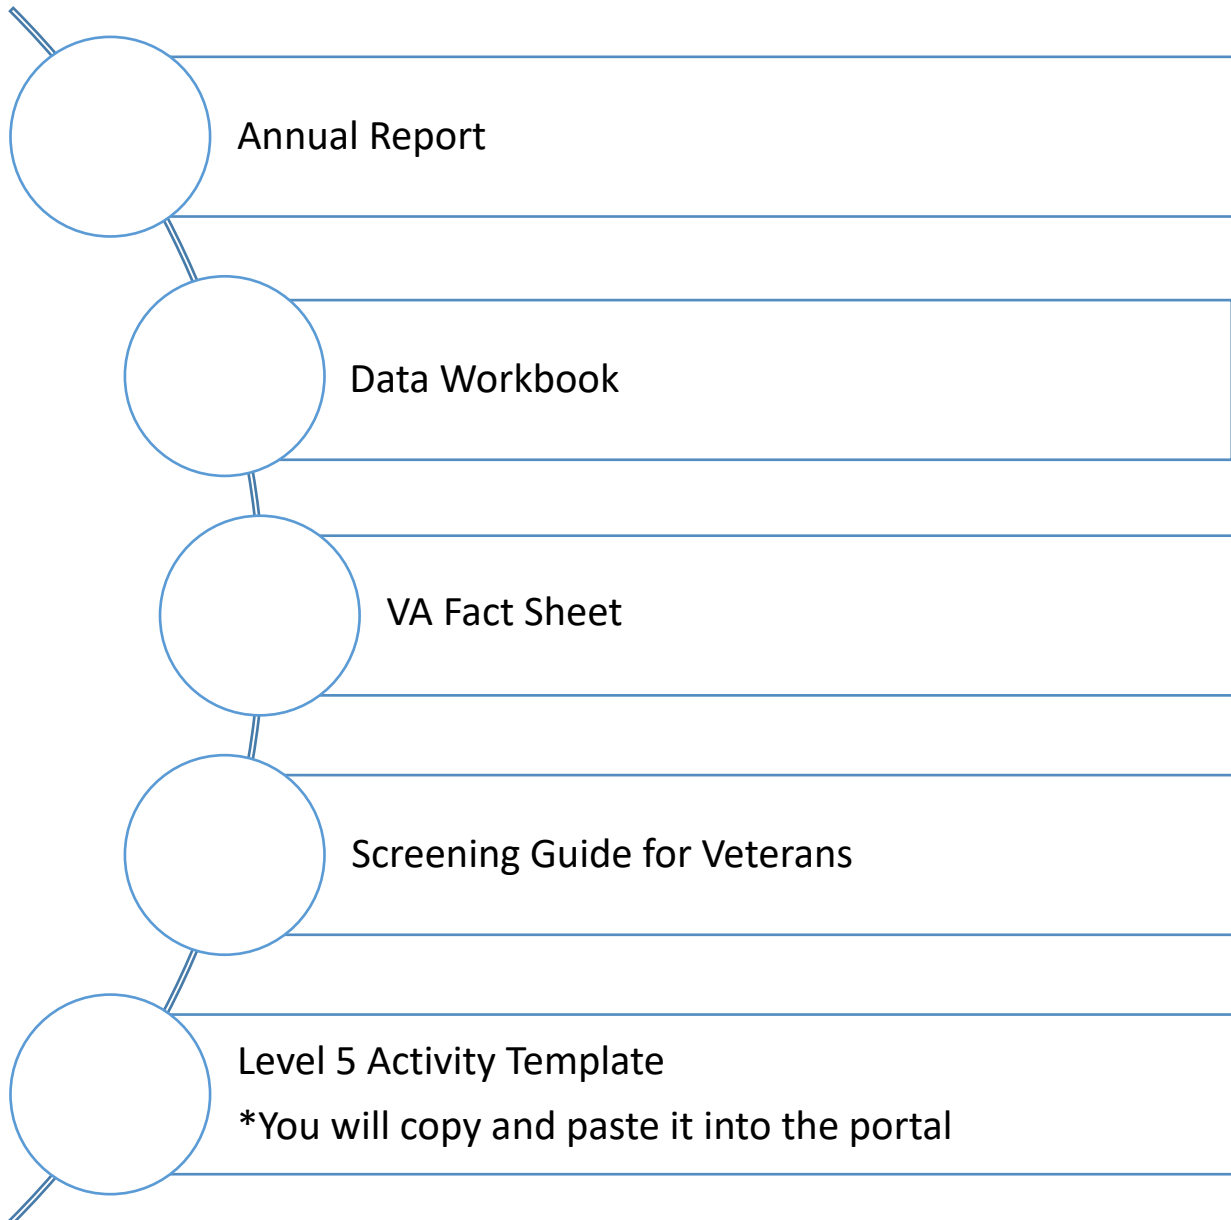 Annual Report
Data Workbook
VA Fact Sheet
Screening Guide for Veterans
Level 5 Activity Template
*You will copy and paste it into the portal